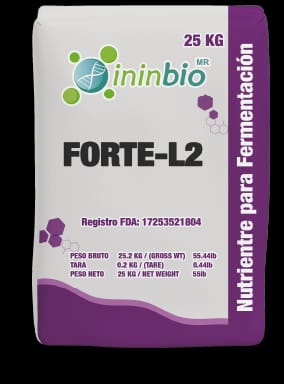 25 KG
ininbio MR
FORTE-L2
Nutrientre para Fermentación
Registro FDA: 17253521804
PESO BRUTO 25.2 KG / (GROSS WT) 55.44lb
TARA 0.2 KG / (TARE) 0.44lb
PESO NETO 25 KG / NET WEIGHT 55lb